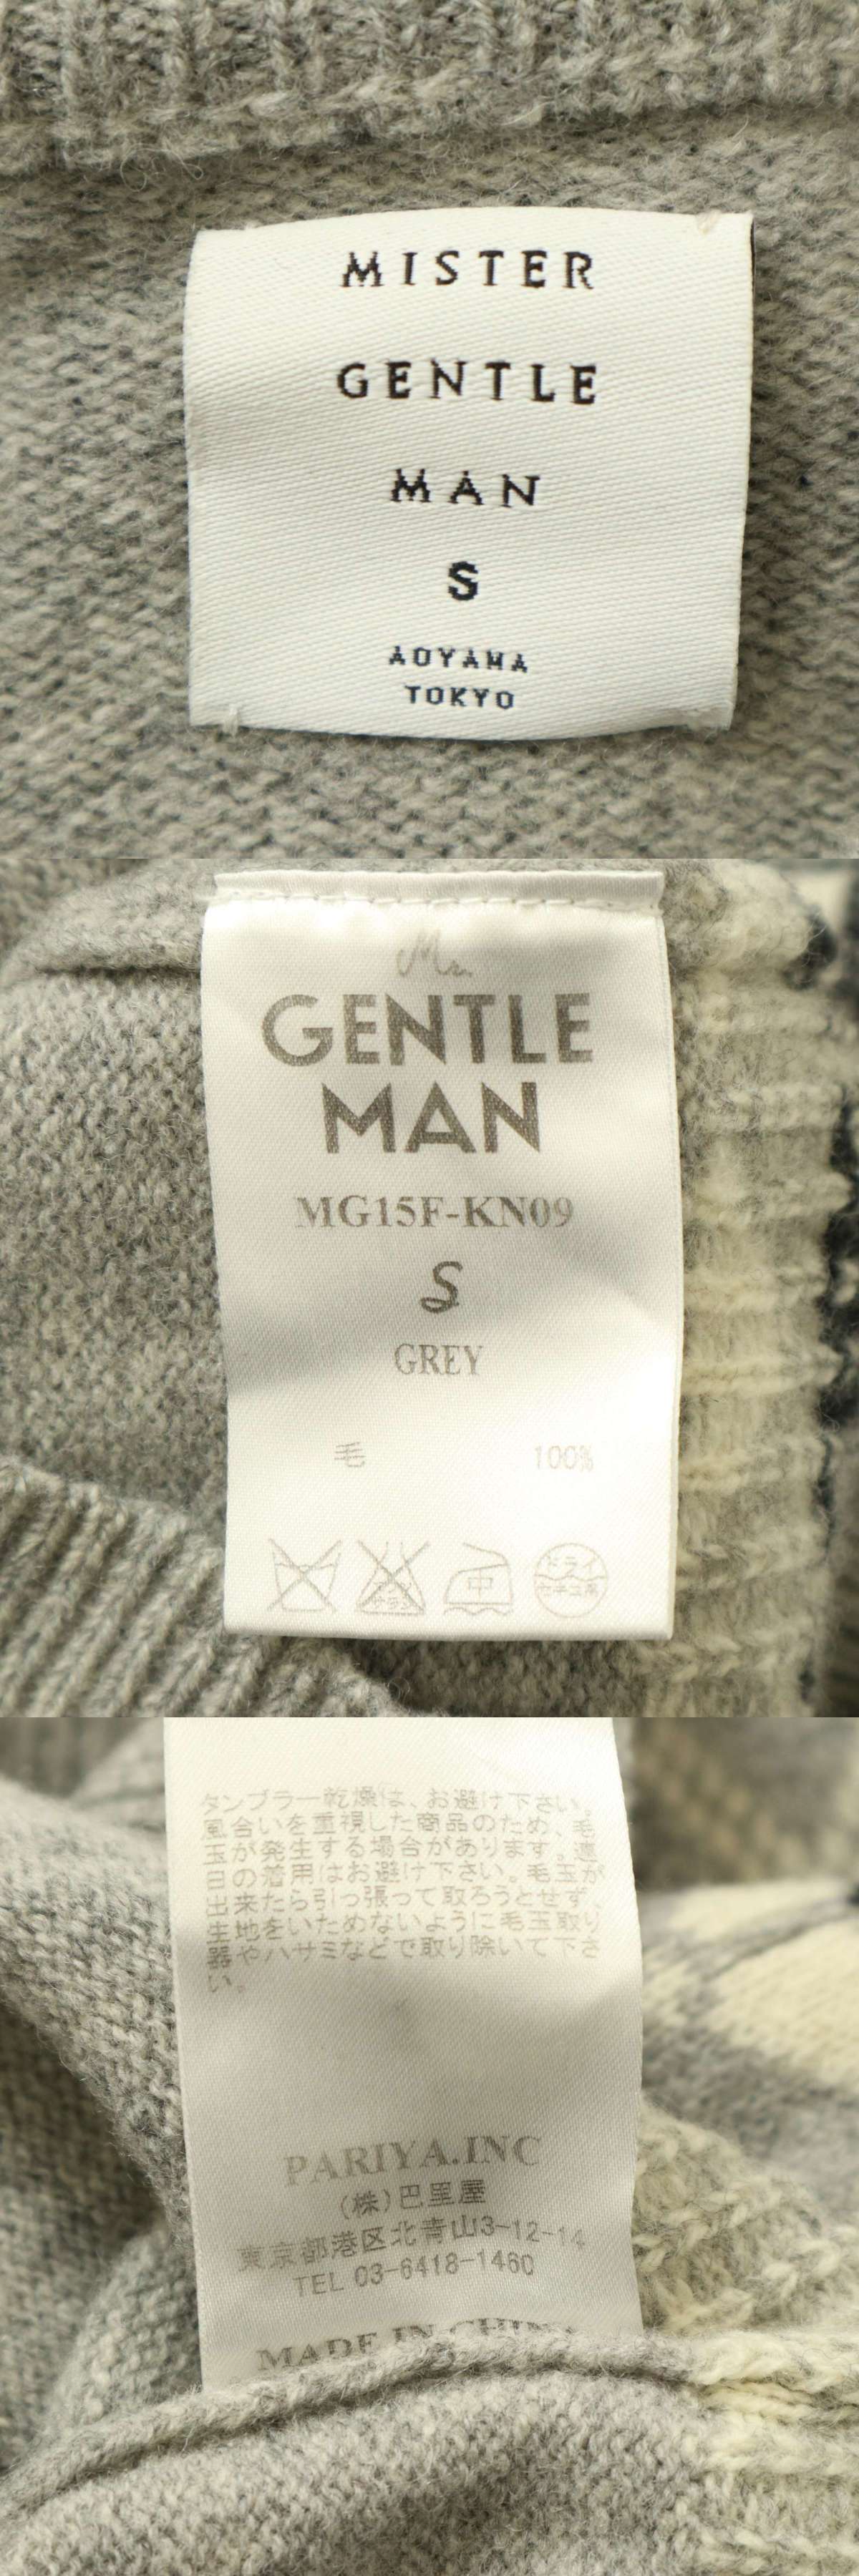 MISTER
GENTLE
MAN
S
AOYAMA
TOKYO
Mr.
GENTLE
MAN
MG15F-KN09
S
GREY
毛 100%
中 ドライ
セキユ系
タンブラー乾燥は、お避け下さい。
風合いを重視した商品のため、毛
玉が発生する場合があります。連
日の着用はお避け下さい。毛玉が
出来たら引っ張って取ろうとせず、
生地をいためないように毛玉取り
器やハサミなどで取り除いて下さ
い。
PARIYA.INC
(株)巴里屋
東京都港区北青山3-12-14
TEL 03-6418-1460
MADE IN CHINA